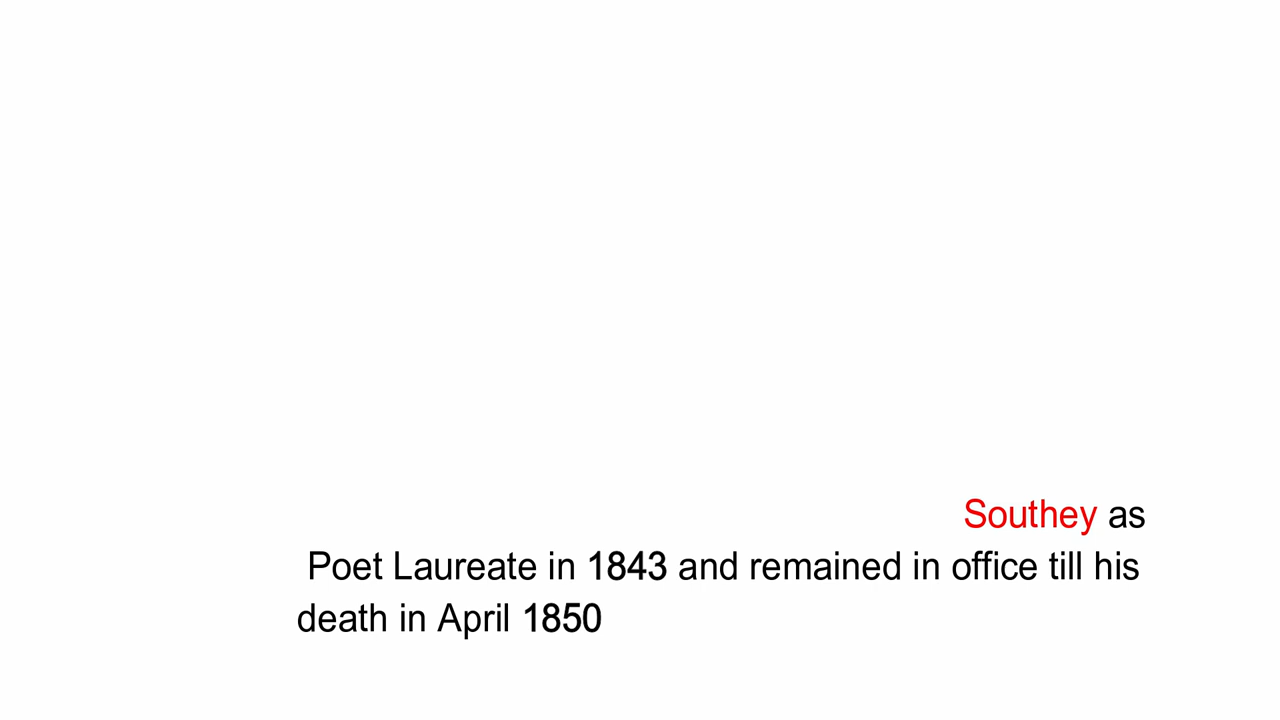 Southey as
Poet Laureate in 1843 and remained in office till his
death in April 1850